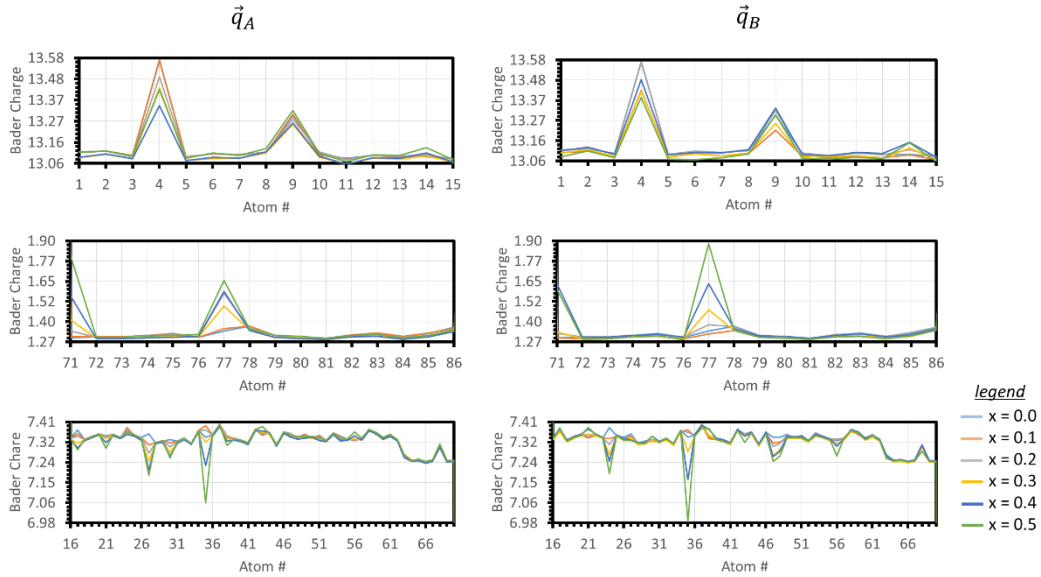 q⃗_A
q⃗_B
Bader Charge
13.58
13.48
13.37
13.27
13.16
13.06
1 2 3 4 5 6 7 8 9 10 11 12 13 14 15
Atom #
Bader Charge
13.58
13.48
13.37
13.27
13.16
13.06
1 2 3 4 5 6 7 8 9 10 11 12 13 14 15
Atom #
Bader Charge
1.90
1.77
1.65
1.52
1.40
1.27
71 72 73 74 75 76 77 78 79 80 81 82 83 84 85 86
Atom #
Bader Charge
1.90
1.77
1.65
1.52
1.40
1.27
71 72 73 74 75 76 77 78 79 80 81 82 83 84 85 86
Atom #
Bader Chare
7.41
7.32
7.24
7.15
7.06
6.98
16 21 26 31 36 41 46 51 56 61 66
Atom #
Bader Chare
7.41
7.32
7.24
7.15
7.06
6.98
16 21 26 31 36 41 46 51 56 61 66
Atom #
legend
x = 0.0
x = 0.1
x = 0.2
x = 0.3
x = 0.4
x = 0.5